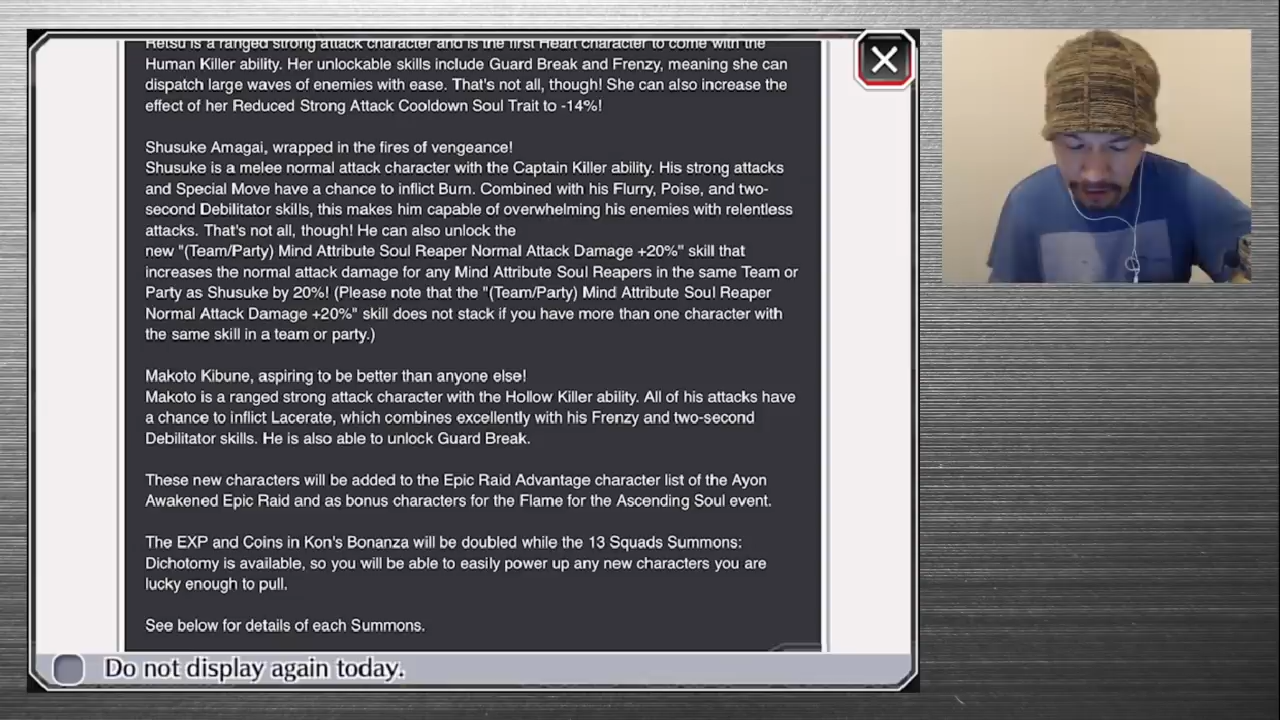 Retsu is a ranged strong attack character and is the first Heart character to come with the
Human Killer ability. Her unlockable skills include Guard Break and Frenzy, meaning she can
dispatch large waves of enemies with ease. That's not all, though! She can also increase the
effect of her Reduced Strong Attack Cooldown Soul Trait to -14%!
Shusuke Amagai, wrapped in the fires of vengeance!
Shusuke is a melee normal attack character with the Captain Killer ability. His strong attacks
and Special Move have a chance to inflict Burn. Combined with his Flurry, Poise, and two-
second Debilitator skills, this makes him capable of overwhelming his enemies with relentless
attacks. That's not all, though! He can also unlock the
new "(Team/Party) Mind Attribute Soul Reaper Normal Attack Damage +20%" skill that
increases the normal attack damage for any Mind Attribute Soul Reapers in the same Team or
Party as Shusuke by 20%! (Please note that the "(Team/Party) Mind Attribute Soul Reaper
Normal Attack Damage +20%" skill does not stack if you have more than one character with
the same skill in a team or party.)
Makoto Kibune, aspiring to be better than anyone else!
Makoto is a ranged strong attack character with the Hollow Killer ability. All of his attacks have
a chance to inflict Lacerate, which combines excellently with his Frenzy and two-second
Debilitator skills. He is also able to unlock Guard Break.
These new characters will be added to the Epic Raid Advantage character list of the Ayon
Awakened Epic Raid and as bonus characters for the Flame for the Ascending Soul event.
The EXP and Coins in Kon's Bonanza will be doubled while the 13 Squads Summons:
Dichotomy is available, so you will be able to easily power up any new characters you are
lucky enough to pull.
See below for details of each Summons.
Do not display again today.